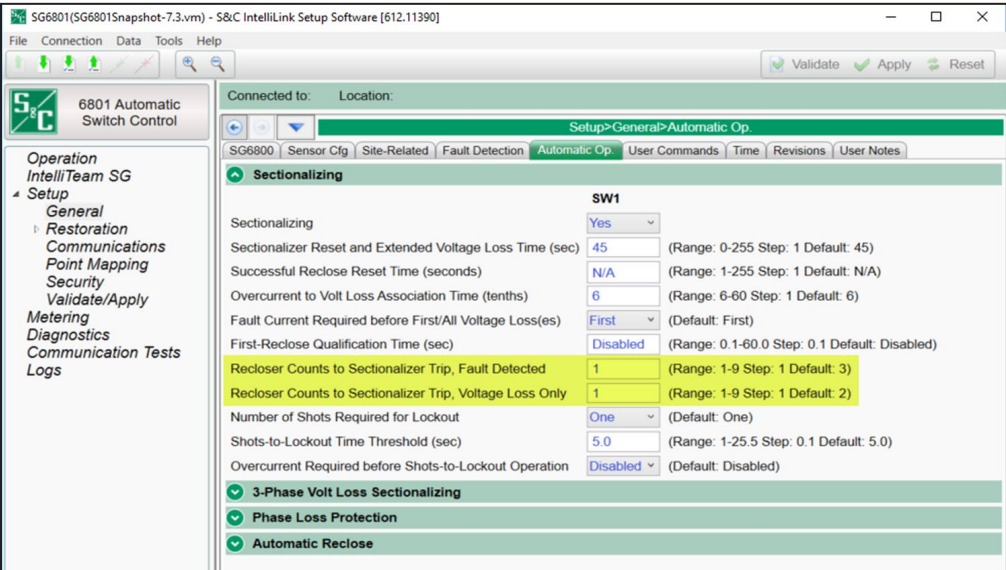 SG6801(SG6801Snapshot-7.3.vm) - S&C IntelliLink Setup Software [612.11390]
File Connection Data Tools Help
Validate Apply Reset
S&C
6801 Automatic
Switch Control
Connected to: Location:
Setup>General>Automatic Op.
SG6800 Sensor Cfg Site-Related Fault Detection Automatic Op. User Commands Time Revisions User Notes
Operation
IntelliTeam SG
Setup
General
Restoration
Communications
Point Mapping
Security
Validate/Apply
Metering
Diagnostics
Communication Tests
Logs
Sectionalizing
SW1
Sectionalizing Yes
Sectionalizer Reset and Extended Voltage Loss Time (sec) 45 (Range: 0-255 Step: 1 Default: 45)
Successful Reclose Reset Time (seconds) N/A (Range: 1-255 Step: 1 Default: N/A)
Overcurrent to Volt Loss Association Time (tenths) 6 (Range: 6-60 Step: 1 Default: 6)
Fault Current Required before First/All Voltage Loss(es) First (Default: First)
First-Reclose Qualification Time (sec) Disabled (Range: 0.1-60.0 Step: 0.1 Default: Disabled)
Recloser Counts to Sectionalizer Trip, Fault Detected 1 (Range: 1-9 Step: 1 Default: 3)
Recloser Counts to Sectionalizer Trip, Voltage Loss Only 1 (Range: 1-9 Step: 1 Default: 2)
Number of Shots Required for Lockout One (Default: One)
Shots-to-Lockout Time Threshold (sec) 5.0 (Range: 1-25.5 Step: 0.1 Default: 5.0)
Overcurrent Required before Shots-to-Lockout Operation Disabled (Default: Disabled)
3-Phase Volt Loss Sectionalizing
Phase Loss Protection
Automatic Reclose